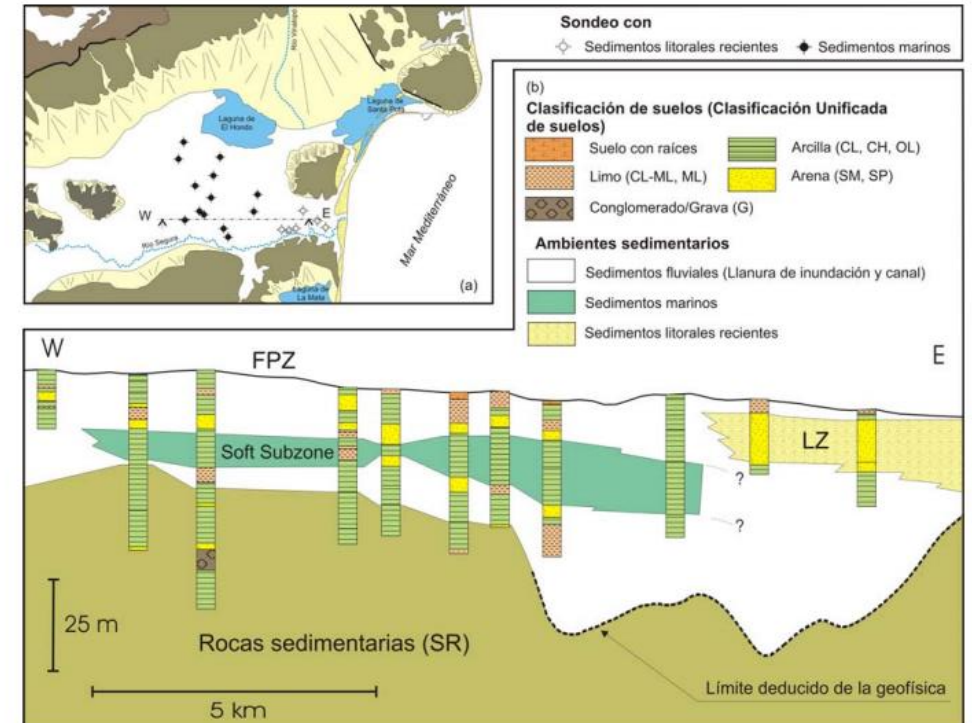 Sondeo con
Sedimentos litorales recientes
Sedimentos marinos
Río Vinalopó
Laguna de
El Hondo
Laguna de
Santa Pola
W
E
Río Segura
Mar Mediterráneo
Laguna de
La Mata
(a)
(b)
Clasificación de suelos (Clasificación Unificada
de suelos)
Suelo con raíces
Arcilla (CL, CH, OL)
Limo (CL-ML, ML)
Arena (SM, SP)
Conglomerado/Grava (G)
Ambientes sedimentarios
Sedimentos fluviales (Llanura de inundación y canal)
Sedimentos marinos
Sedimentos litorales recientes
W
FPZ
E
Soft Subzone
LZ
?
?
25 m
Rocas sedimentarias (SR)
5 km
Límite deducido de la geofísica